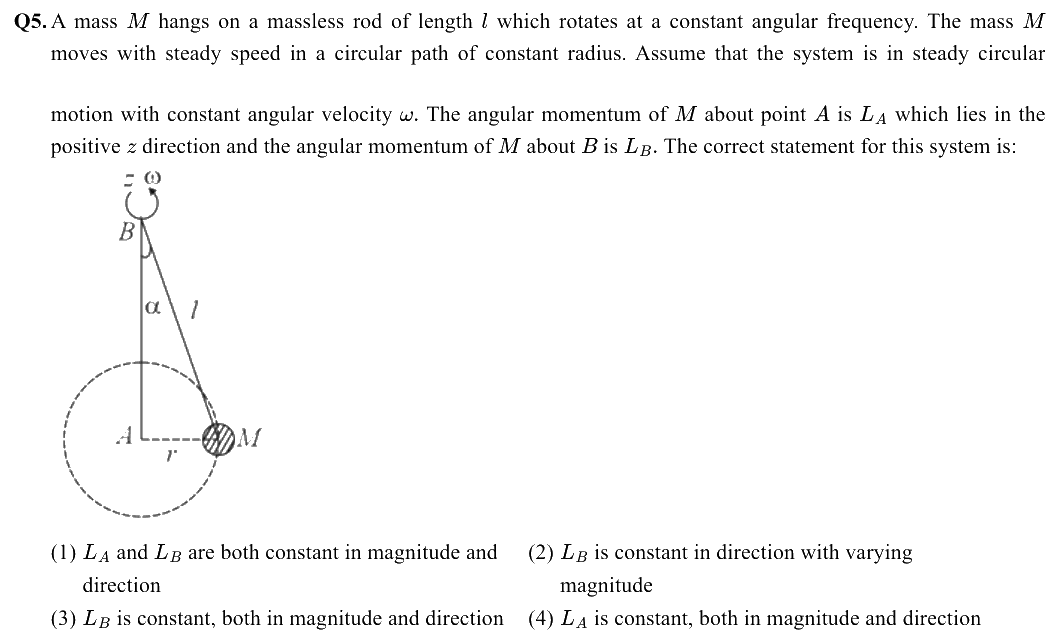 Q5. A mass M hangs on a massless rod of length l which rotates at a constant angular frequency. The mass M
moves with steady speed in a circular path of constant radius. Assume that the system is in steady circular
motion with constant angular velocity ω. The angular momentum of M about point A is L_A which lies in the
positive z direction and the angular momentum of M about B is L_B. The correct statement for this system is:
z ω
B
α l
A M
r
(1) L_A and L_B are both constant in magnitude and direction
(2) L_B is constant in direction with varying magnitude
(3) L_B is constant, both in magnitude and direction
(4) L_A is constant, both in magnitude and direction